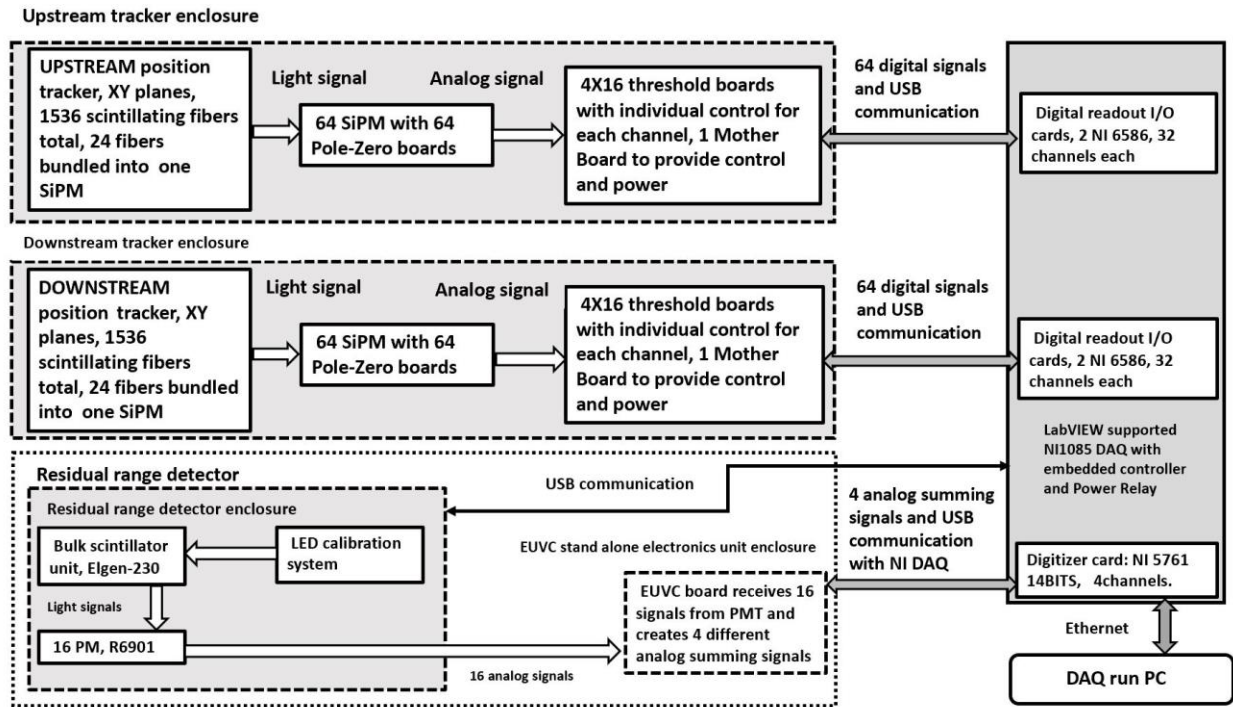 Upstream tracker enclosure
UPSTREAM position
tracker, XY planes,
1536 scintillating fibers
total, 24 fibers
bundled into one
SiPM
Light signal
64 SiPM with 64
Pole-Zero boards
Analog signal
4X16 threshold boards
with individual control for
each channel, 1 Mother
Board to provide control
and power
64 digital signals
and USB
communication
Digital readout I/O
cards, 2 NI 6586, 32
channels each
Downstream tracker enclosure
DOWNSTREAM
position tracker, XY
planes, 1536
scintillating fibers
total, 24 fibers bundled
into one SiPM
Light signal
64 SiPM with 64
Pole-Zero boards
Analog signal
4X16 threshold boards
with individual control for
each channel, 1 Mother
Board to provide control
and power
64 digital signals
and USB
communication
Digital readout I/O
cards, 2 NI 6586, 32
channels each
LabVIEW supported
NI1085 DAQ with
embedded controller
and Power Relay
Residual range detector
Residual range detector enclosure
Bulk scintillator
unit, Elgen-230
LED calibration
system
Light signals
16 PM, R6901
16 analog signals
USB communication
EUVC stand alone electronics unit enclosure
EUVC board receives 16
signals from PMT and
creates 4 different
analog summing signals
4 analog summing
signals and USB
communication
with NI DAQ
Digitizer card: NI 5761
14BITS, 4channels.
Ethernet
DAQ run PC